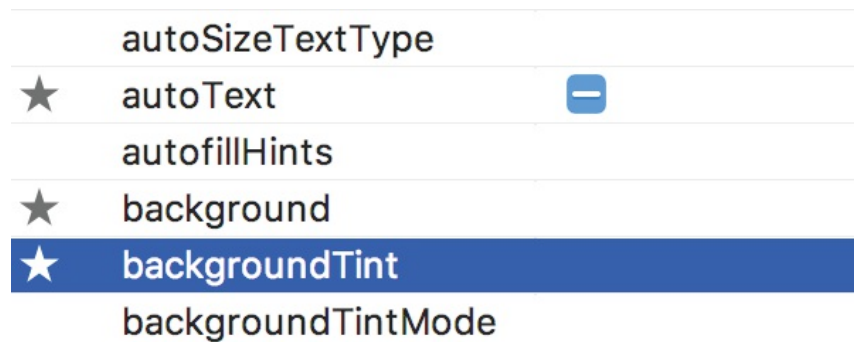 autoSizeTextType
autoText
autofillHints
background
backgroundTint
backgroundTintMode